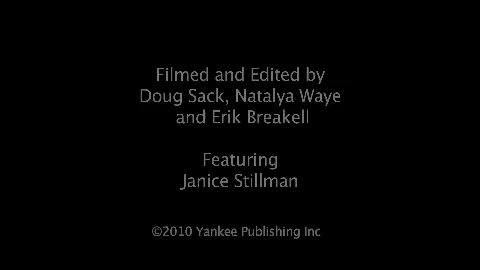 Filmed and Edited by
Doug Sack, Natalya Waye
and Erik Breakell
Featuring
Janice Stillman
©2010 Yankee Publishing Inc